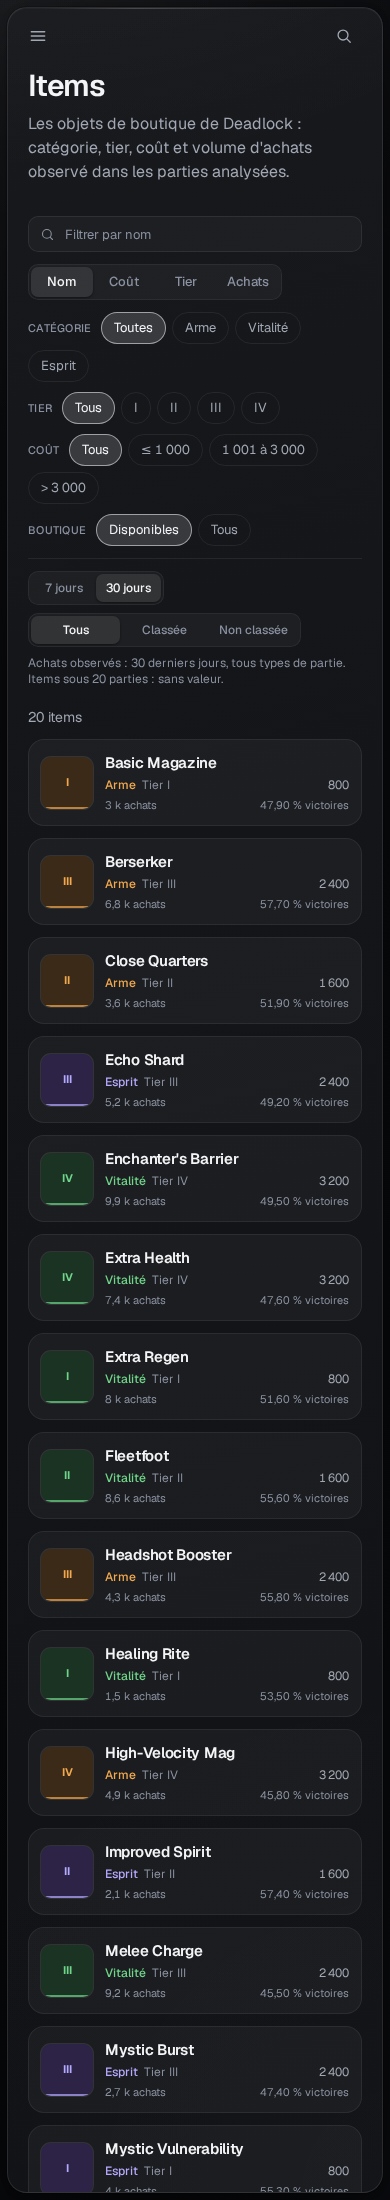 Items
Les objets de boutique de Deadlock :
catégorie, tier, coût et volume d'achats
observé dans les parties analysées.
Filtrer par nom
Nom Coût Tier Achats
CATÉGORIE Toutes Arme Vitalité
Esprit
TIER Tous I II III IV
COÛT Tous ≤ 1 000 1 001 à 3 000
> 3 000
BOUTIQUE Disponibles Tous
7 jours 30 jours
Tous Classée Non classée
Achats observés : 30 derniers jours, tous types de partie.
Items sous 20 parties : sans valeur.
20 items
Basic Magazine
I Arme Tier I 800
3 k achats 47,90 % victoires
Berserker
III Arme Tier III 2 400
6,8 k achats 57,70 % victoires
Close Quarters
II Arme Tier II 1 600
3,6 k achats 51,90 % victoires
Echo Shard
III Esprit Tier III 2 400
5,2 k achats 49,20 % victoires
Enchanter's Barrier
IV Vitalité Tier IV 3 200
9,9 k achats 49,50 % victoires
Extra Health
IV Vitalité Tier IV 3 200
7,4 k achats 47,60 % victoires
Extra Regen
I Vitalité Tier I 800
8 k achats 51,60 % victoires
Fleetfoot
II Vitalité Tier II 1 600
8,6 k achats 55,60 % victoires
Headshot Booster
III Arme Tier III 2 400
4,3 k achats 55,80 % victoires
Healing Rite
I Vitalité Tier I 800
1,5 k achats 53,50 % victoires
High-Velocity Mag
IV Arme Tier IV 3 200
4,9 k achats 45,80 % victoires
Improved Spirit
II Esprit Tier II 1 600
2,1 k achats 57,40 % victoires
Melee Charge
III Vitalité Tier III 2 400
9,2 k achats 45,50 % victoires
Mystic Burst
III Esprit Tier III 2 400
2,7 k achats 47,40 % victoires
Mystic Vulnerability
I Esprit Tier I 800
4 k achats 55,30 % victoires